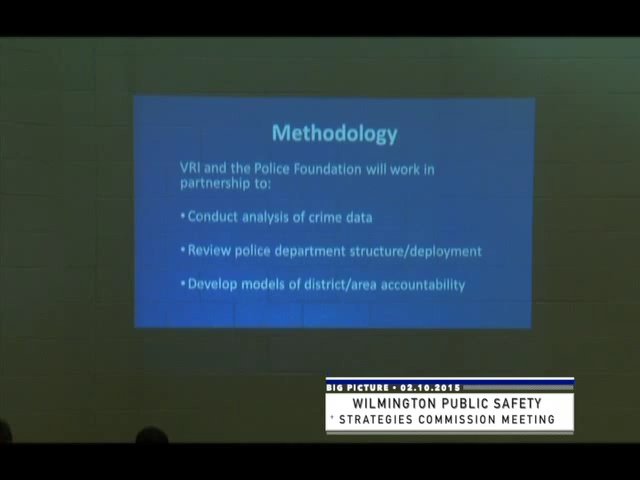 Methodology
VRI and the Police Foundation will work in
partnership to:
• Conduct analysis of crime data
• Review police department structure/deployment
• Develop models of district/area accountability
BIG PICTURE • 02.10.2015
WILMINGTON PUBLIC SAFETY
STRATEGIES COMMISSION MEETING